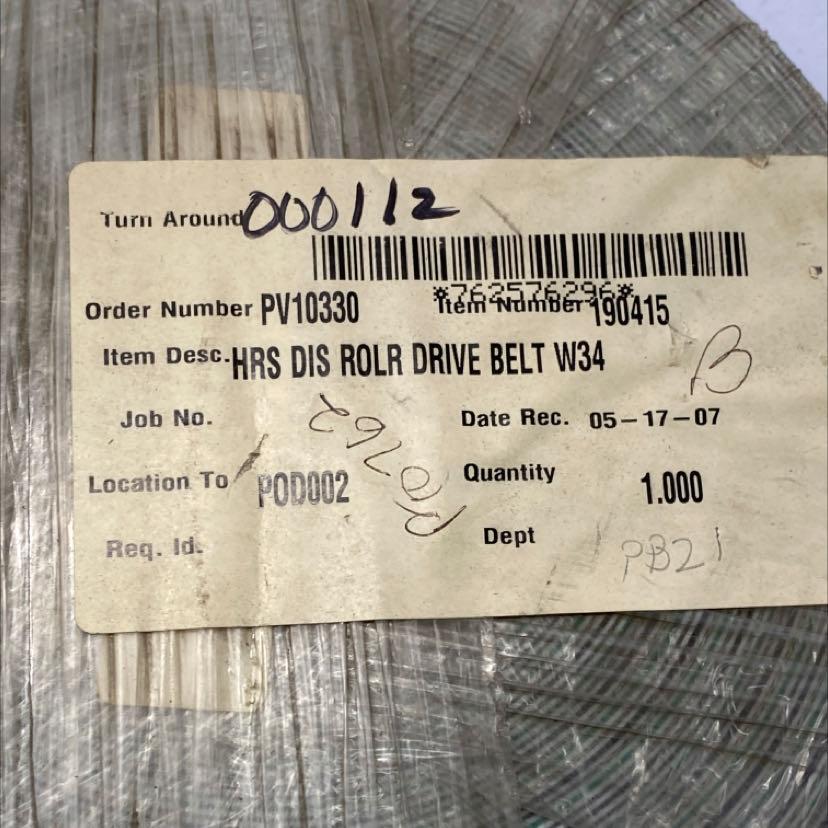 Turn Around 000112
*762576296*
Order Number PV10330 Item Number 190415
Item Desc. HRS DIS ROLR DRIVE BELT W34
B
Job No. Date Rec. 05-17-07
Location To POD002 Quantity 1.000
Req. Id. Dept PB21